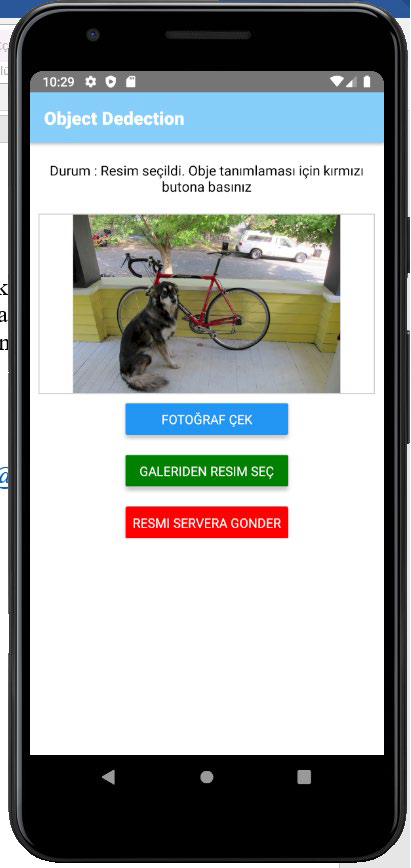 10:29
Object Dedection
Durum : Resim seçildi. Obje tanımlaması için kırmızı
butona basınız
FOTOĞRAF ÇEK
GALERIDEN RESIM SEÇ
RESMI SERVERA GONDER